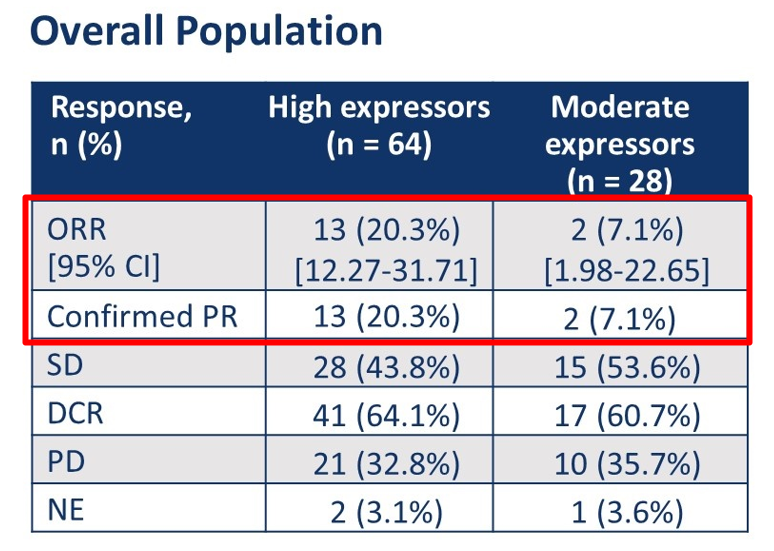 Overall Population
Response, n (%)
High expressors (n = 64)
Moderate expressors (n = 28)
ORR [95% CI]
13 (20.3%) [12.27-31.71]
2 (7.1%) [1.98-22.65]
Confirmed PR
13 (20.3%)
2 (7.1%)
SD
28 (43.8%)
15 (53.6%)
DCR
41 (64.1%)
17 (60.7%)
PD
21 (32.8%)
10 (35.7%)
NE
2 (3.1%)
1 (3.6%)